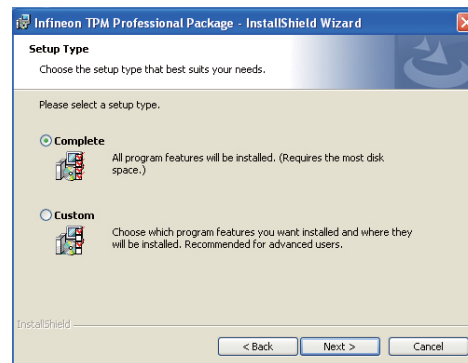 Infineon TPM Professional Package - InstallShield Wizard
Setup Type
Choose the setup type that best suits your needs.
Please select a setup type.
Complete
All program features will be installed. (Requires the most disk
space.)
Custom
Choose which program features you want installed and where they
will be installed. Recommended for advanced users.
InstallShield
< Back
Next >
Cancel